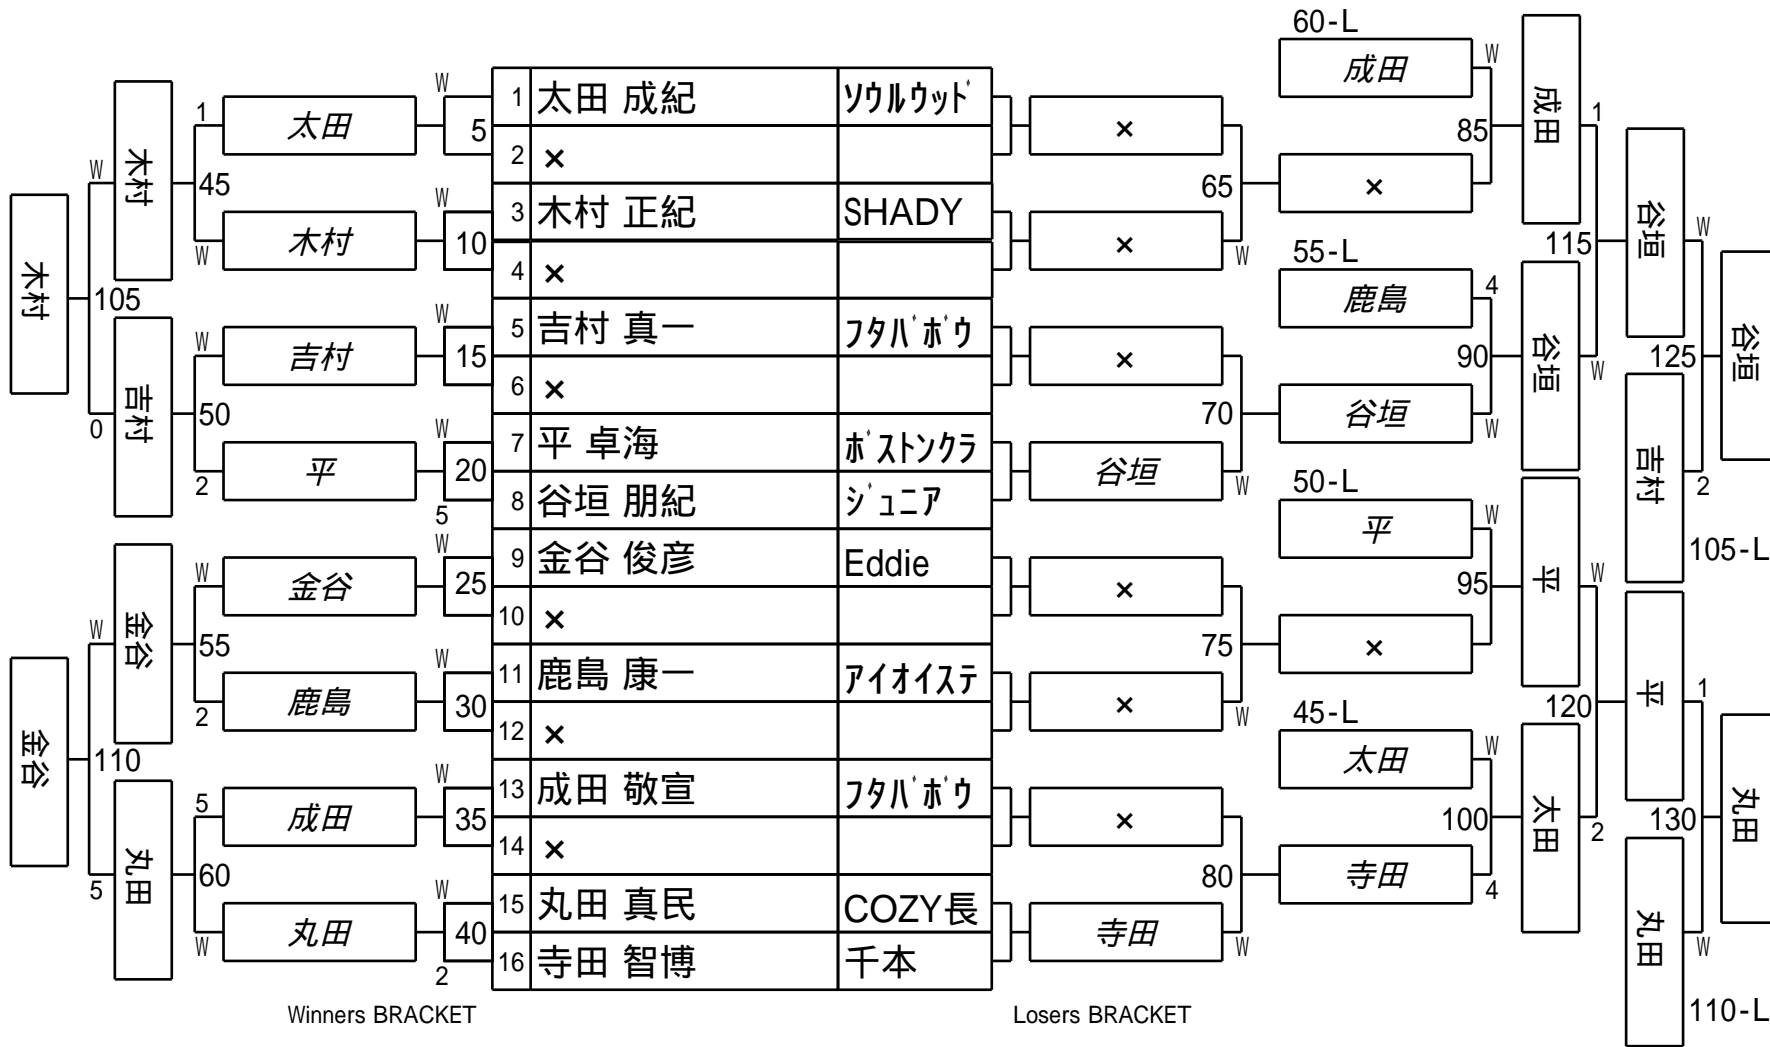 60-L
成田
W
成田
1
85
×
谷垣
W
115
55-L
鹿島
4
谷垣
90
谷垣
W
W
谷垣
125
吉村
2
105-L
50-L
平
W
平
W
95
×
平
1
120
45-L
太田
W
太田
2
100
寺田
4
丸田
130
丸田
W
110-L
1 太田 成紀 ソウルウッド
2 ×
3 木村 正紀 SHADY
4 ×
5 吉村 真一 フタバボウ
6 ×
7 平 卓海 ボストンクラ
8 谷垣 朋紀 ジュニア
9 金谷 俊彦 Eddie
10 ×
11 鹿島 康一 アイオイステ
12 ×
13 成田 敬宣 フタバボウ
14 ×
15 丸田 真民 COZY長
16 寺田 智博 千本
W
5
太田
1
W
10
木村
W
45
木村
W
W
15
吉村
W
W
20
5
平
2
50
吉村
0
105
木村
W
25
金谷
W
W
30
鹿島
2
55
金谷
W
W
35
成田
5
W
40
2
丸田
W
60
丸田
5
110
金谷
×
×
W
65
×
谷垣
W
70
×
×
W
75
×
寺田
W
80
Winners BRACKET
Losers BRACKET